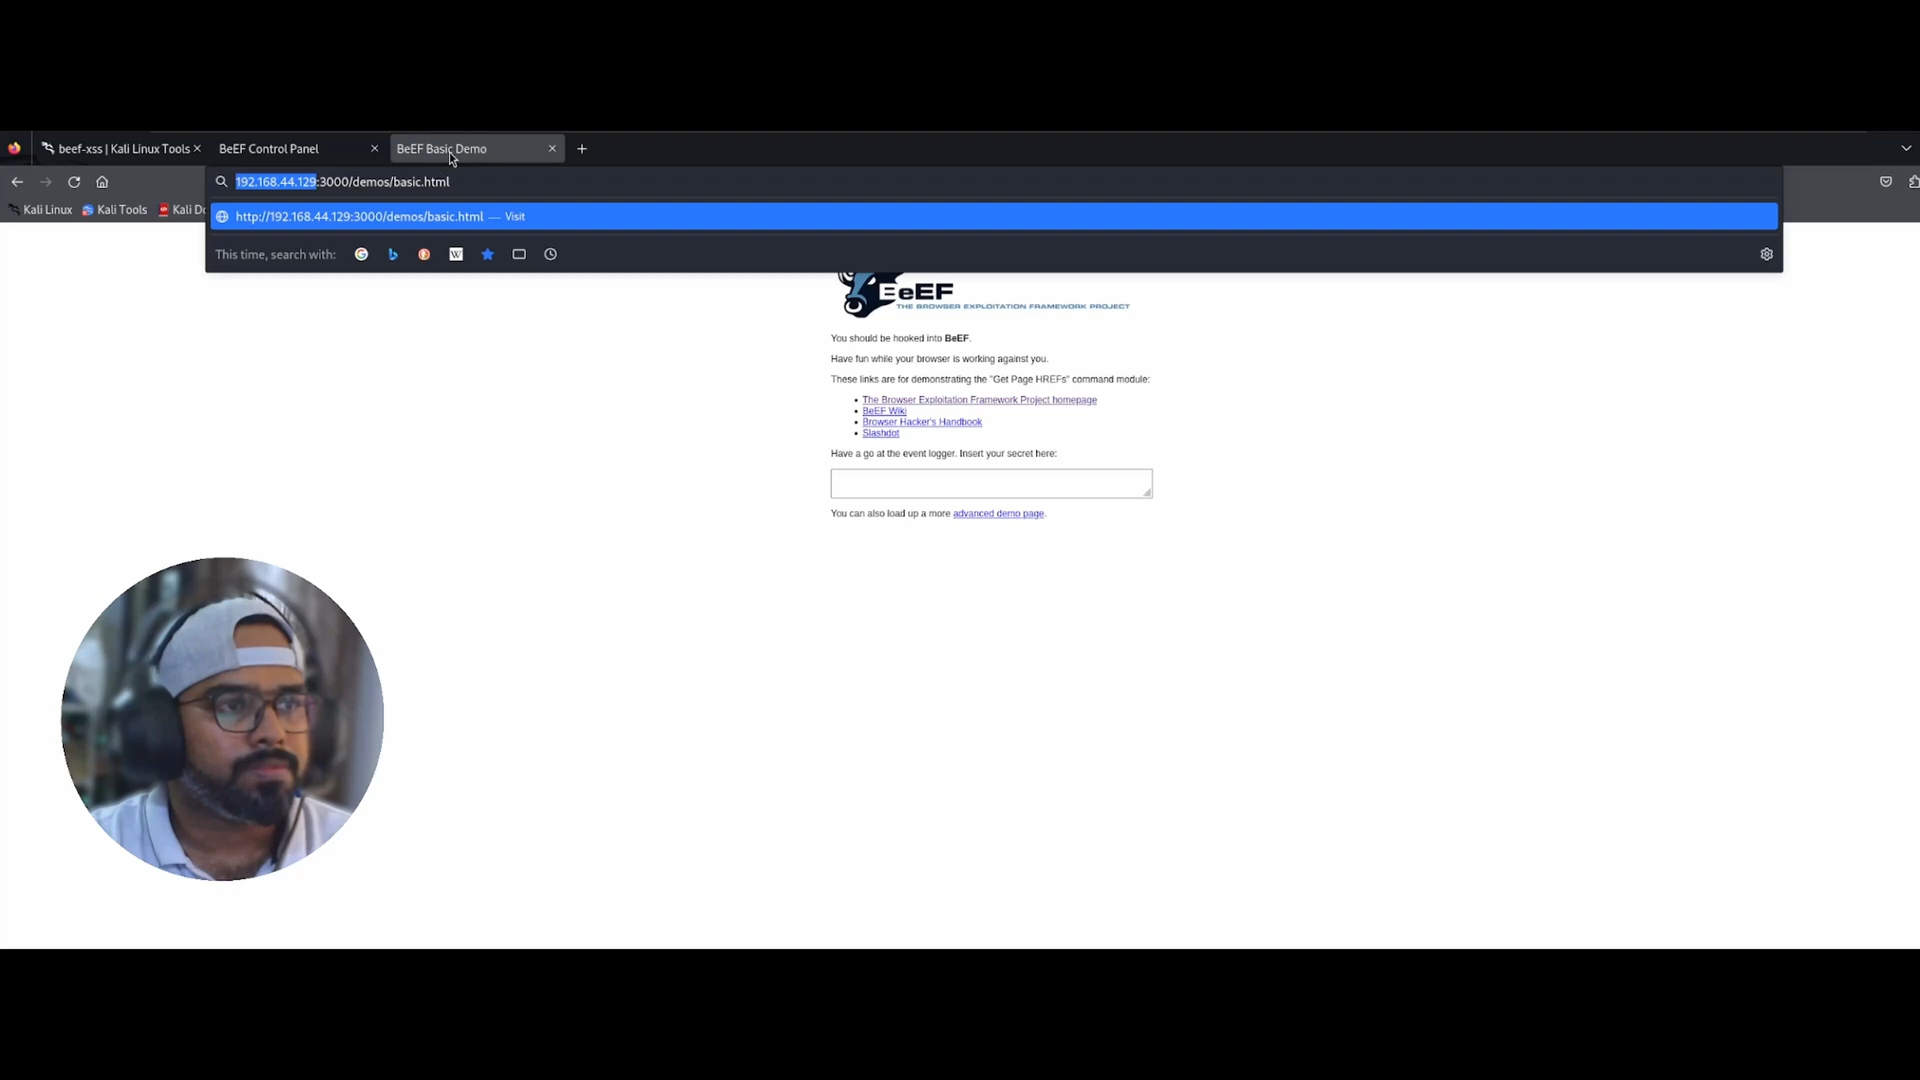 beef-xss | Kali Linux Tools
BeEF Control Panel
BeEF Basic Demo
192.168.44.129:3000/demos/basic.html
Kali Linux
Kali Tools
Kali Do
http://192.168.44.129:3000/demos/basic.html — Visit
This time, search with:
BeEF
THE BROWSER EXPLOITATION FRAMEWORK PROJECT
You should be hooked into BeEF.
Have fun while your browser is working against you.
These links are for demonstrating the "Get Page HREFs" command module:
The Browser Exploitation Framework Project homepage
BeEF Wiki
Browser Hacker's Handbook
Slashdot
Have a go at the event logger. Insert your secret here:
You can also load up a more advanced demo page.